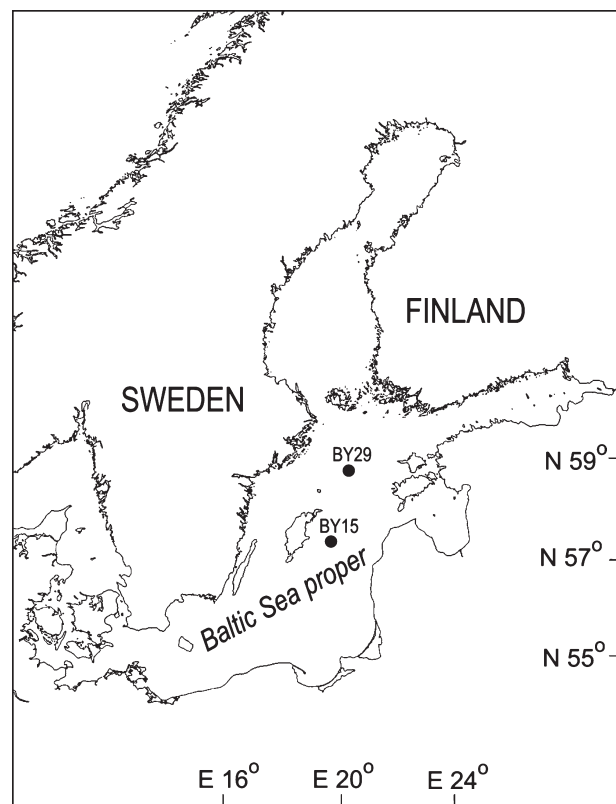 FINLAND
SWEDEN
BY29
N 59°
BY15
N 57°
Baltic Sea proper
N 55°
E 16° E 20° E 24°